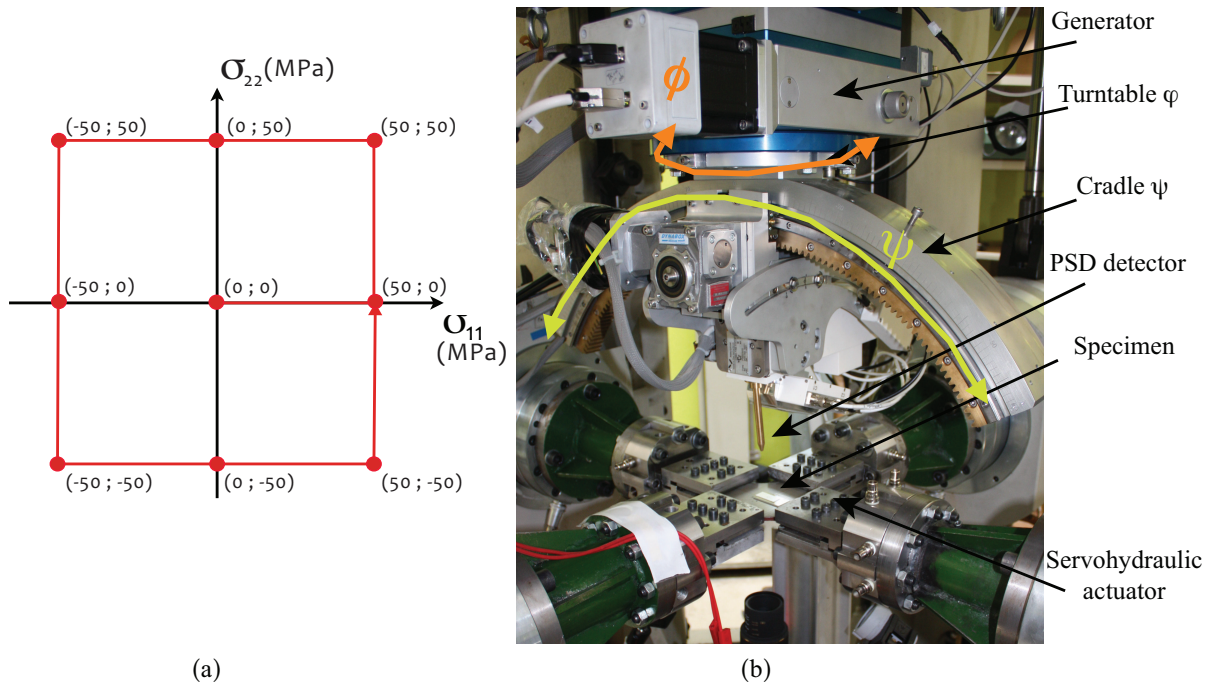 σ22(MPa)
(-50 ; 50)
(0 ; 50)
(50 ; 50)
(-50 ; 0)
(0 ; 0)
(50 ; 0)
σ11
(MPa)
(-50 ; -50)
(0 ; -50)
(50 ; -50)
(a)
ϕ
ψ
Generator
Turntable φ
Cradle ψ
PSD detector
Specimen
Servohydraulic
actuator
(b)